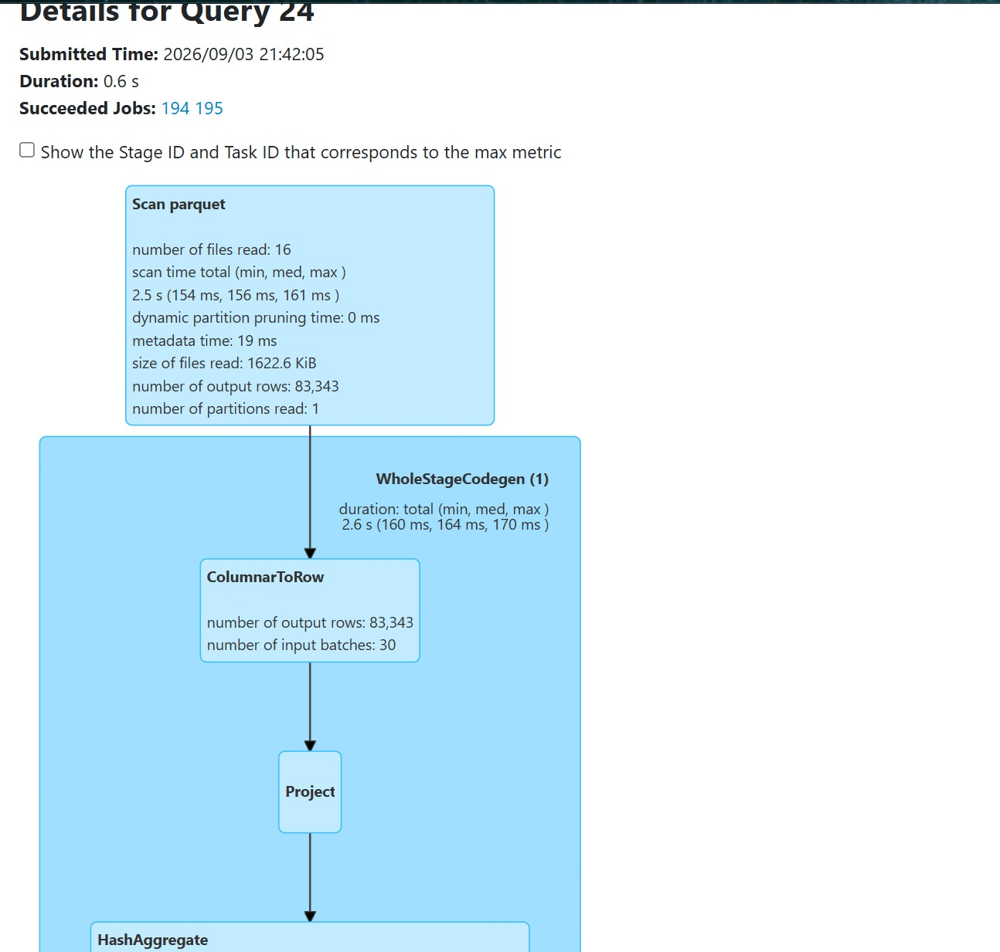 Details for Query 24
Submitted Time: 2026/09/03 21:42:05
Duration: 0.6 s
Succeeded Jobs: 194 195
Show the Stage ID and Task ID that corresponds to the max metric
Scan parquet
number of files read: 16
scan time total (min, med, max )
2.5 s (154 ms, 156 ms, 161 ms )
dynamic partition pruning time: 0 ms
metadata time: 19 ms
size of files read: 1622.6 KiB
number of output rows: 83,343
number of partitions read: 1
WholeStageCodegen (1)
duration: total (min, med, max )
2.6 s (160 ms, 164 ms, 170 ms )
ColumnarToRow
number of output rows: 83,343
number of input batches: 30
Project
HashAggregate